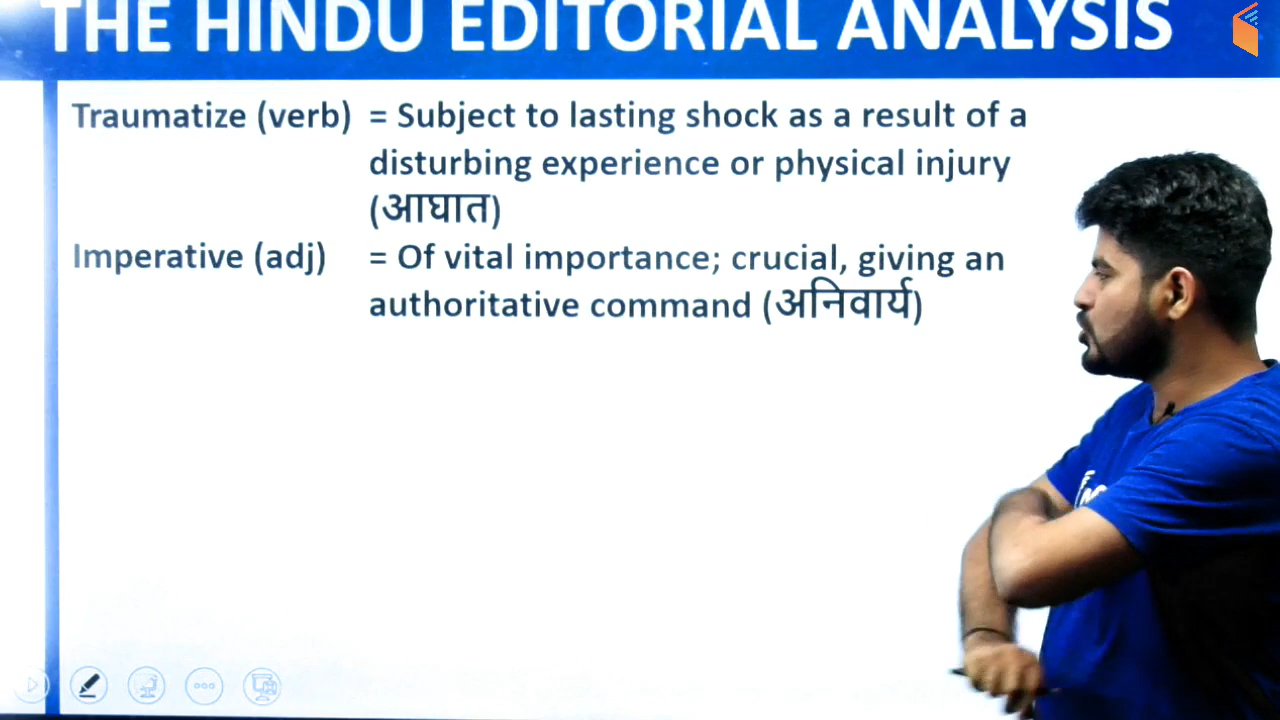 THE HINDU EDITORIAL ANALYSIS
Traumatize (verb) = Subject to lasting shock as a result of a
disturbing experience or physical injury
(आघात)
Imperative (adj) = Of vital importance; crucial, giving an
authoritative command (अनिवार्य)